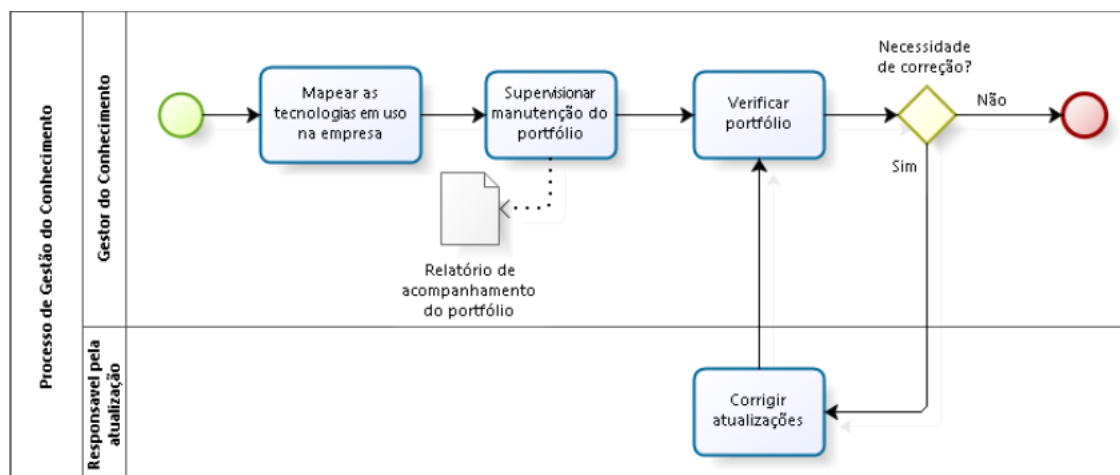 Processo de Gestão do Conhecimento
Gestor do Conhecimento
Mapear as
tecnologias em uso
na empresa
Supervisionar
manutenção do
portfólio
Relatório de
acompanhamento
do portfólio
Verificar
portfólio
Necessidade
de correção?
Não
Sim
Responsavel pela
atualização
Corrigir
atualizações